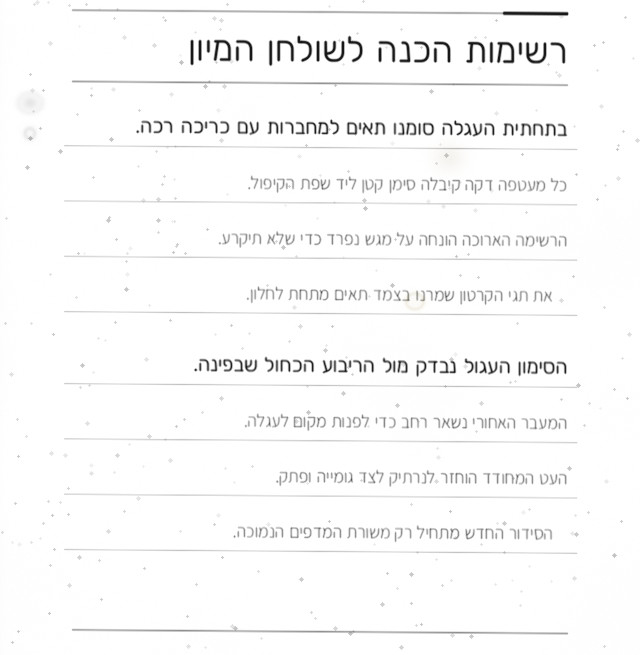 רשימות הכנה לשולחן המיון
בתחתית העגלה סומנו תאים למחברות עם כריכה רכה.
כל מעטפה דקה קיבלה סימן קטן ליד שפת הקיפול.
הרשימה הארוכה הונחה על מגש נפרד כדי שלא תיקרע.
את תגי הקרטון שמרנו בצמד תאים מתחת לחלון.
הסימון העגול נבדק מול הריבוע הכחול שבפינה.
המעבר האחורי נשאר רחב כדי לפנות מקום לעגלה.
העט המחודד הוחזר לנרתיק לצד גומייה ופתק.
הסידור החדש מתחיל רק משורת המדפים הנמוכה.